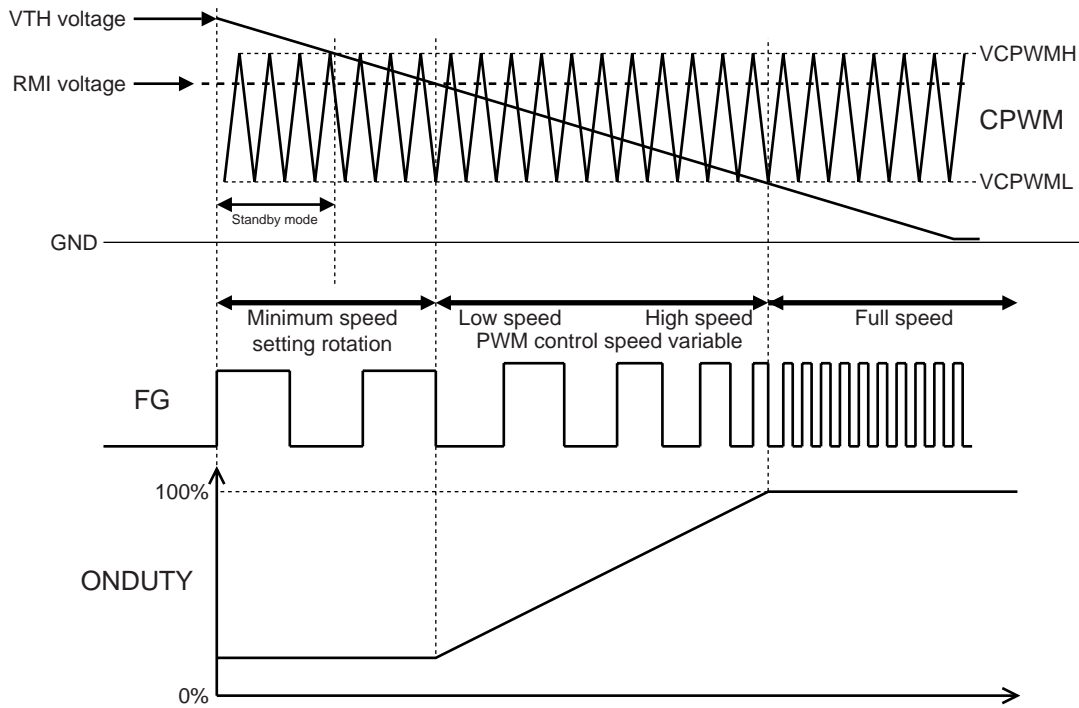 VTH voltage
VCPWMH
RMI voltage
CPWM
VCPWML
Standby mode
GND
Minimum speed
setting rotation
Low speed
High speed
PWM control speed variable
Full speed
FG
100%
ONDUTY
0%